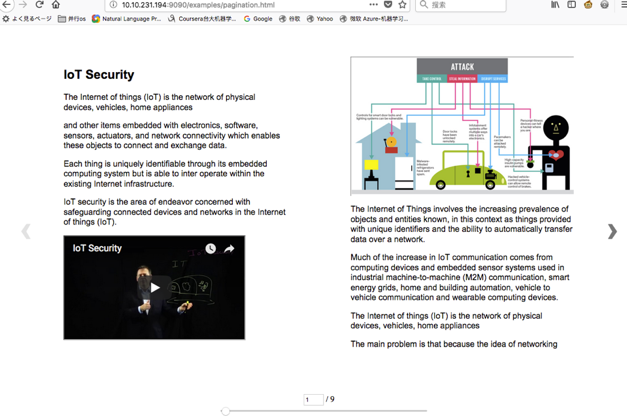 10.10.231.194:9090/examples/pagination.html
搜索
よく見るページ 并行os Natural Language Pr... Coursera台大机器学... Google 谷歌 Yahoo 微软 Azure-机器学习...
IoT Security
The Internet of things (IoT) is the network of physical
devices, vehicles, home appliances
and other items embedded with electronics, software,
sensors, actuators, and network connectivity which enables
these objects to connect and exchange data.
Each thing is uniquely identifiable through its embedded
computing system but is able to inter operate within the
existing Internet infrastructure.
IoT security is the area of endeavor concerned with
safeguarding connected devices and networks in the Internet
of things (IoT).
IoT Security
IT
ATTACK
TAKE CONTROL
STEAL INFORMATION
DISRUPT SERVICES
The Internet of Things involves the increasing prevalence of
objects and entities known, in this context as things provided
with unique identifiers and the ability to automatically transfer
data over a network.
Much of the increase in IoT communication comes from
computing devices and embedded sensor systems used in
industrial machine-to-machine (M2M) communication, smart
energy grids, home and building automation, vehicle to
vehicle communication and wearable computing devices.
The Internet of things (IoT) is the network of physical
devices, vehicles, home appliances
The main problem is that because the idea of networking
1 / 9